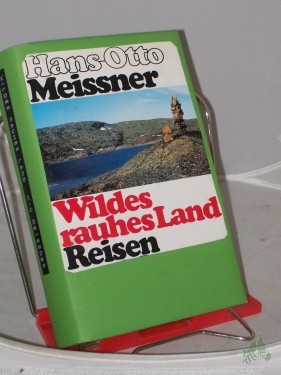 Hans-Otto
Meissner
Wildes
rauhes Land
Reisen